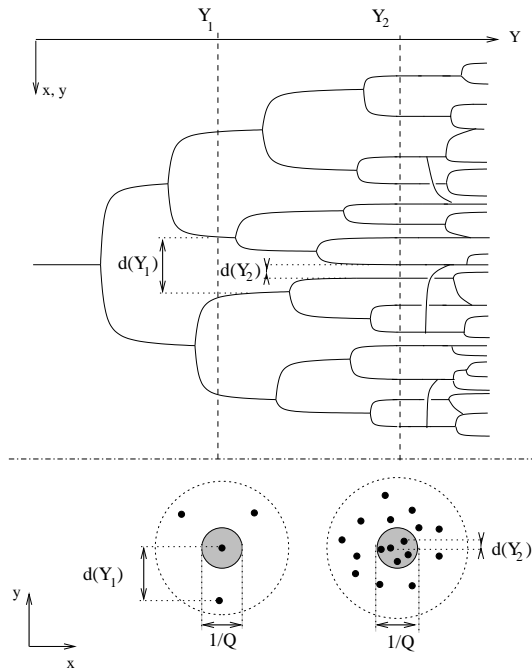 Y1 Y2
Y
x, y
d(Y1) d(Y2)
d(Y1) d(Y2)
y
1/Q 1/Q
x